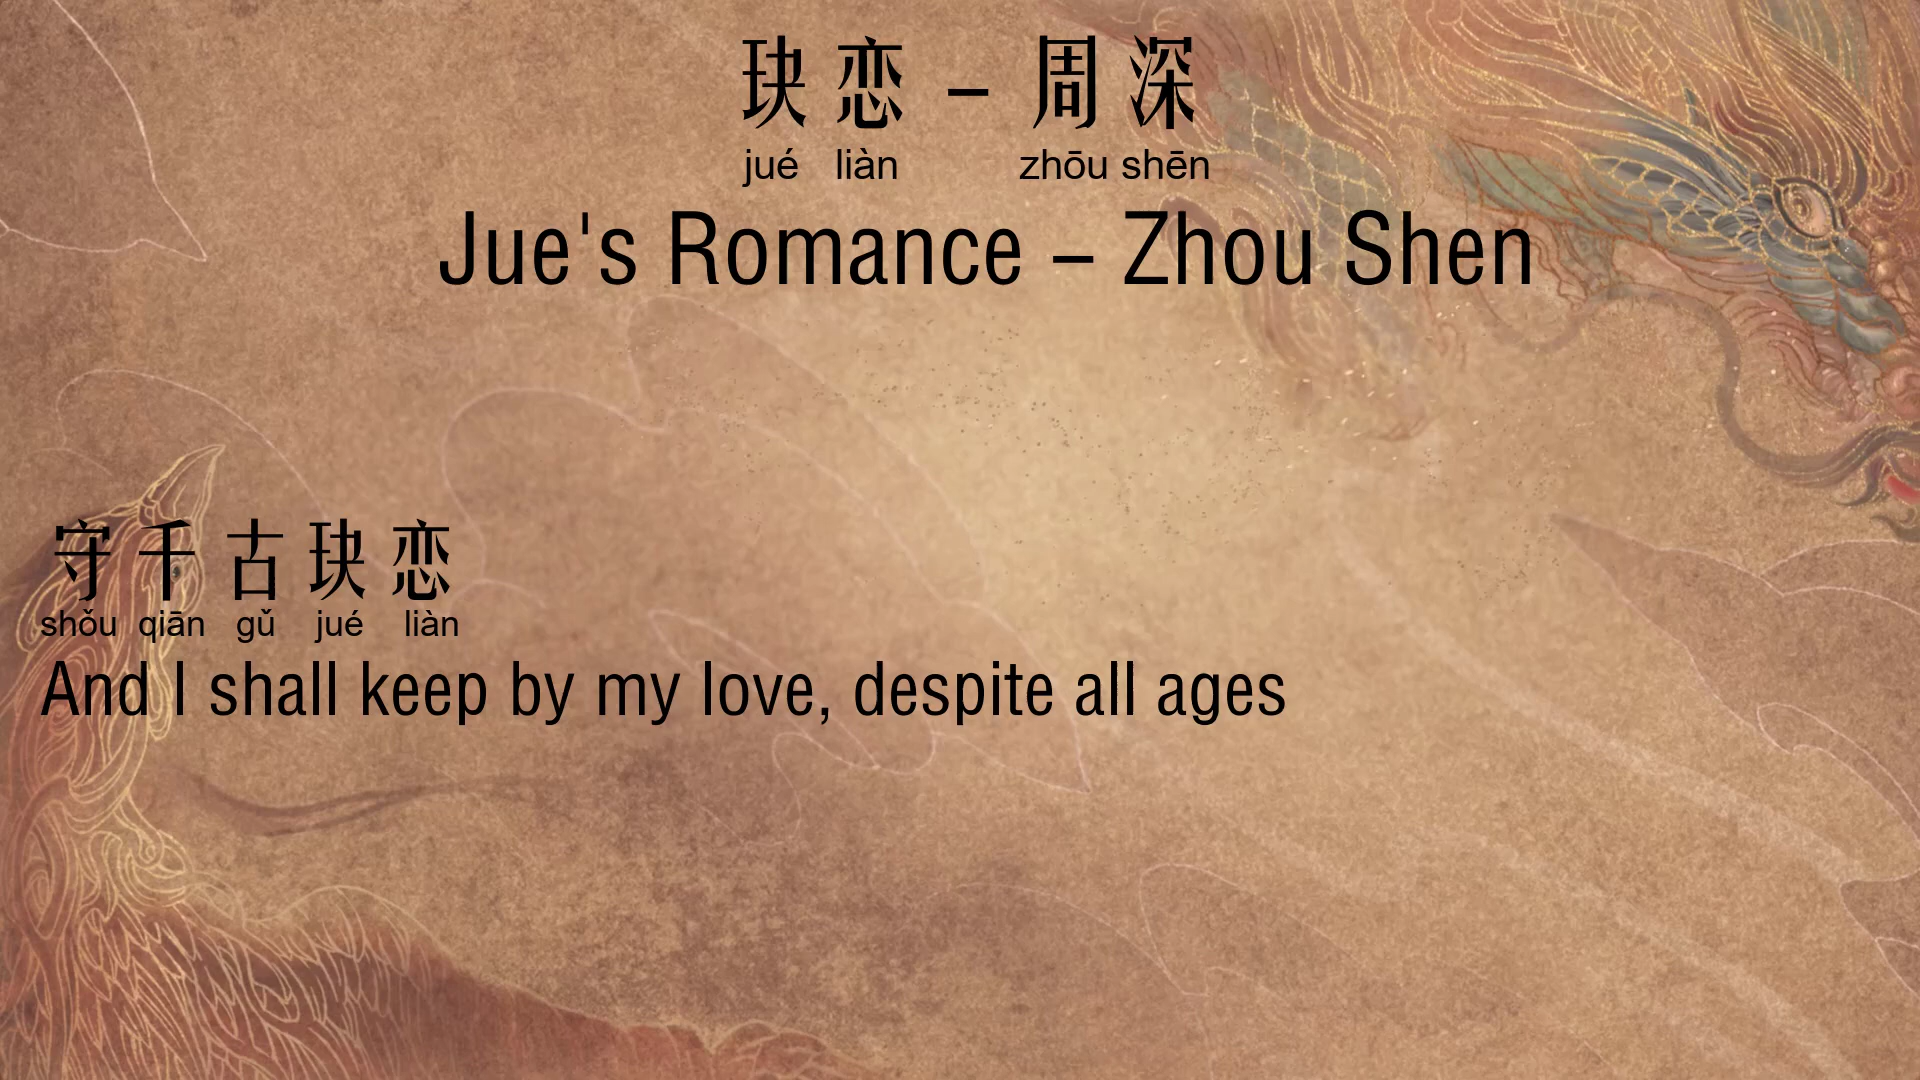 玦恋 – 周深
jué liàn zhōu shēn
Jue's Romance – Zhou Shen
守千古玦恋
shǒu qiān gǔ jué liàn
And I shall keep by my love, despite all ages